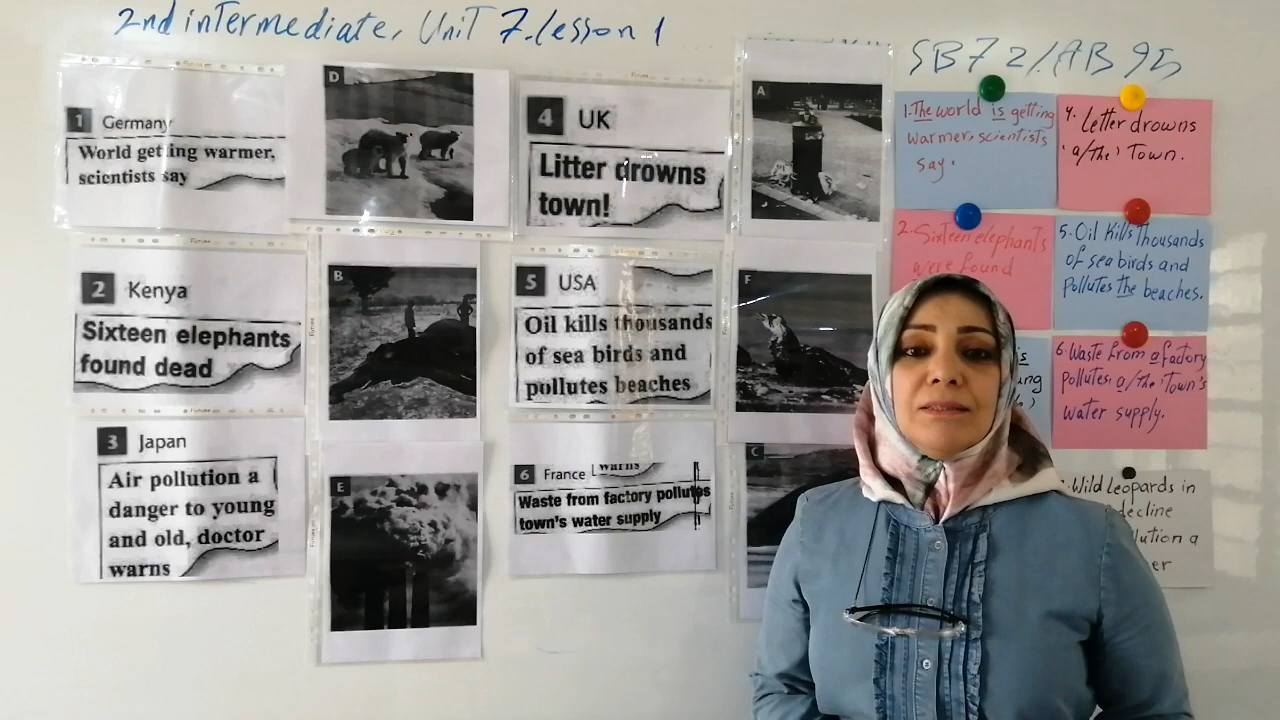 2nd intermediate, Unit 7. lesson 1
1 Germany
World getting warmer,
scientists say
D
2 Kenya
Sixteen elephants
found dead
B
3 Japan
Air pollution a
danger to young
and old, doctor
warns
E
4 UK
Litter drowns
town!
A
5 USA
Oil kills thousands
of sea birds and
pollutes beaches
F
6 France
warns
Waste from factory pollutes
town's water supply
C
SB72/AB95
1. The world is getting
warmer, scientists
say.
4. Letter drowns
(a/the) Town.
2. Sixteen elephants
were found
5. Oil Kills thousands
of sea birds and
pollutes the beaches.
is
6. Waste from a factory
pollutes a/the Town's
water supply.
Wild Leopards in
decline